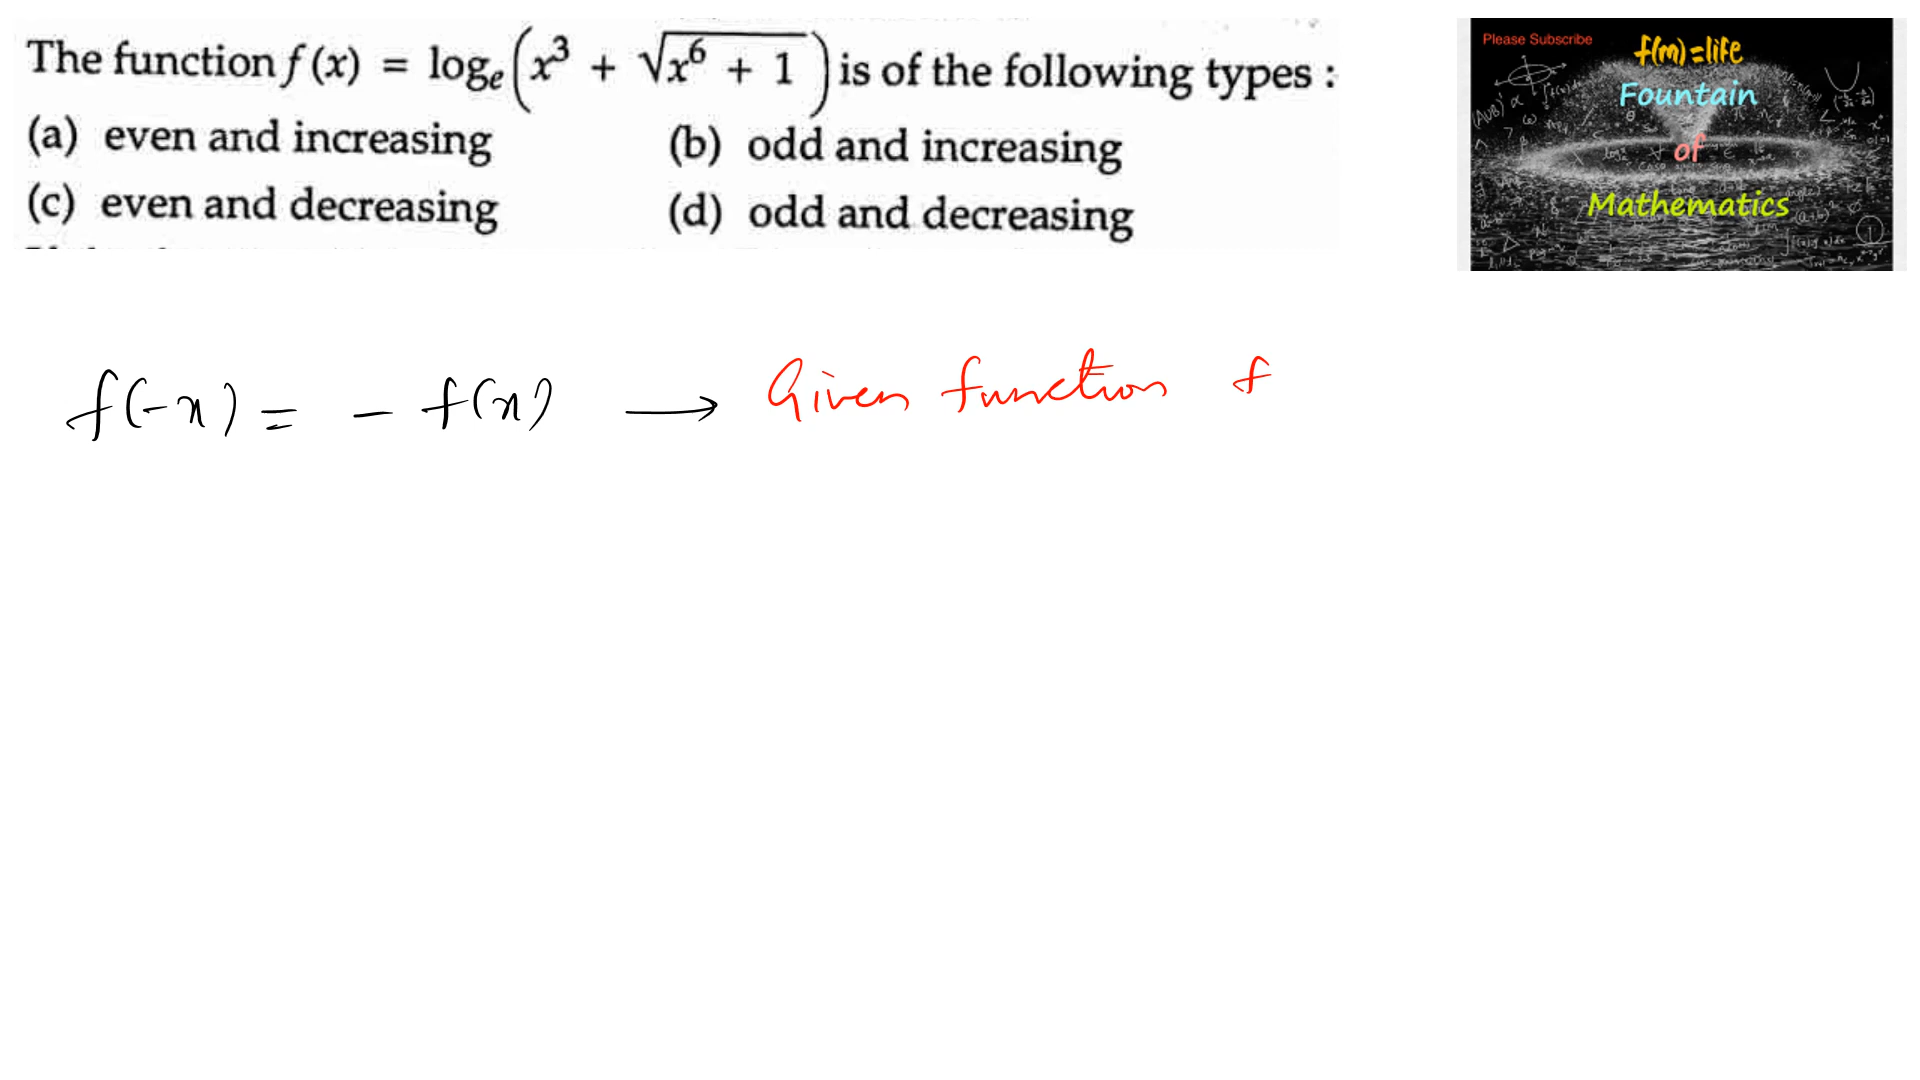 The function f (x) = logₑ(x³ + √(x⁶ + 1)) is of the following types :
(a) even and increasing (b) odd and increasing
(c) even and decreasing (d) odd and decreasing
Please Subscribe
f(m)=life
Fountain
of
Mathematics
f(-x) = - f(x) → Given function f